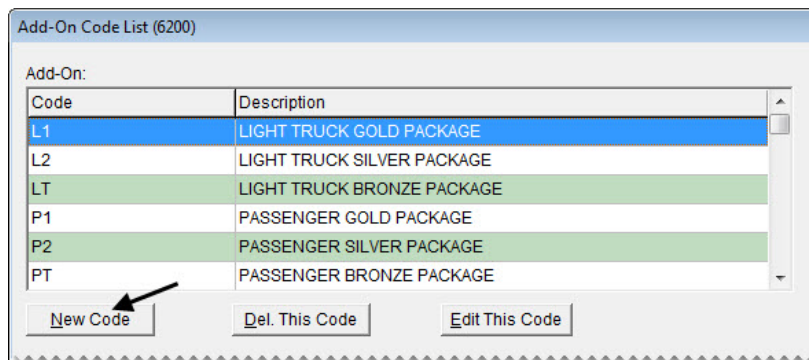 Add-On Code List (6200)
Add-On:
Code Description
L1 LIGHT TRUCK GOLD PACKAGE
L2 LIGHT TRUCK SILVER PACKAGE
LT LIGHT TRUCK BRONZE PACKAGE
P1 PASSENGER GOLD PACKAGE
P2 PASSENGER SILVER PACKAGE
PT PASSENGER BRONZE PACKAGE
New Code Del. This Code Edit This Code